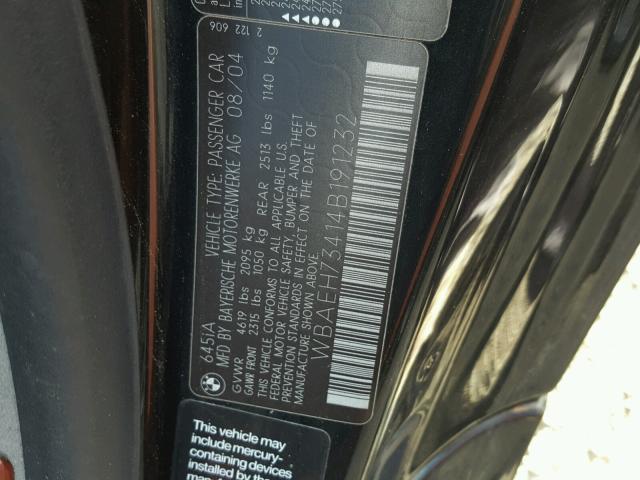 645IA VEHICLE TYPE: PASSENGER CAR
MFD BY BAYERISCHE MOTORENWERKE AG 08/04
GVWR 4619 lbs 2095 kg
GAWR FRONT 2315 lbs 1050 kg REAR 2513 lbs 1140 kg
THIS VEHICLE CONFORMS TO ALL APPLICABLE U.S.
FEDERAL MOTOR VEHICLE SAFETY, BUMPER AND THEFT
PREVENTION STANDARDS IN EFFECT ON THE DATE OF
MANUFACTURE SHOWN ABOVE.
WBAEH73414B191232
2 122 606
This vehicle may
include mercury-
containing devices
installed by the